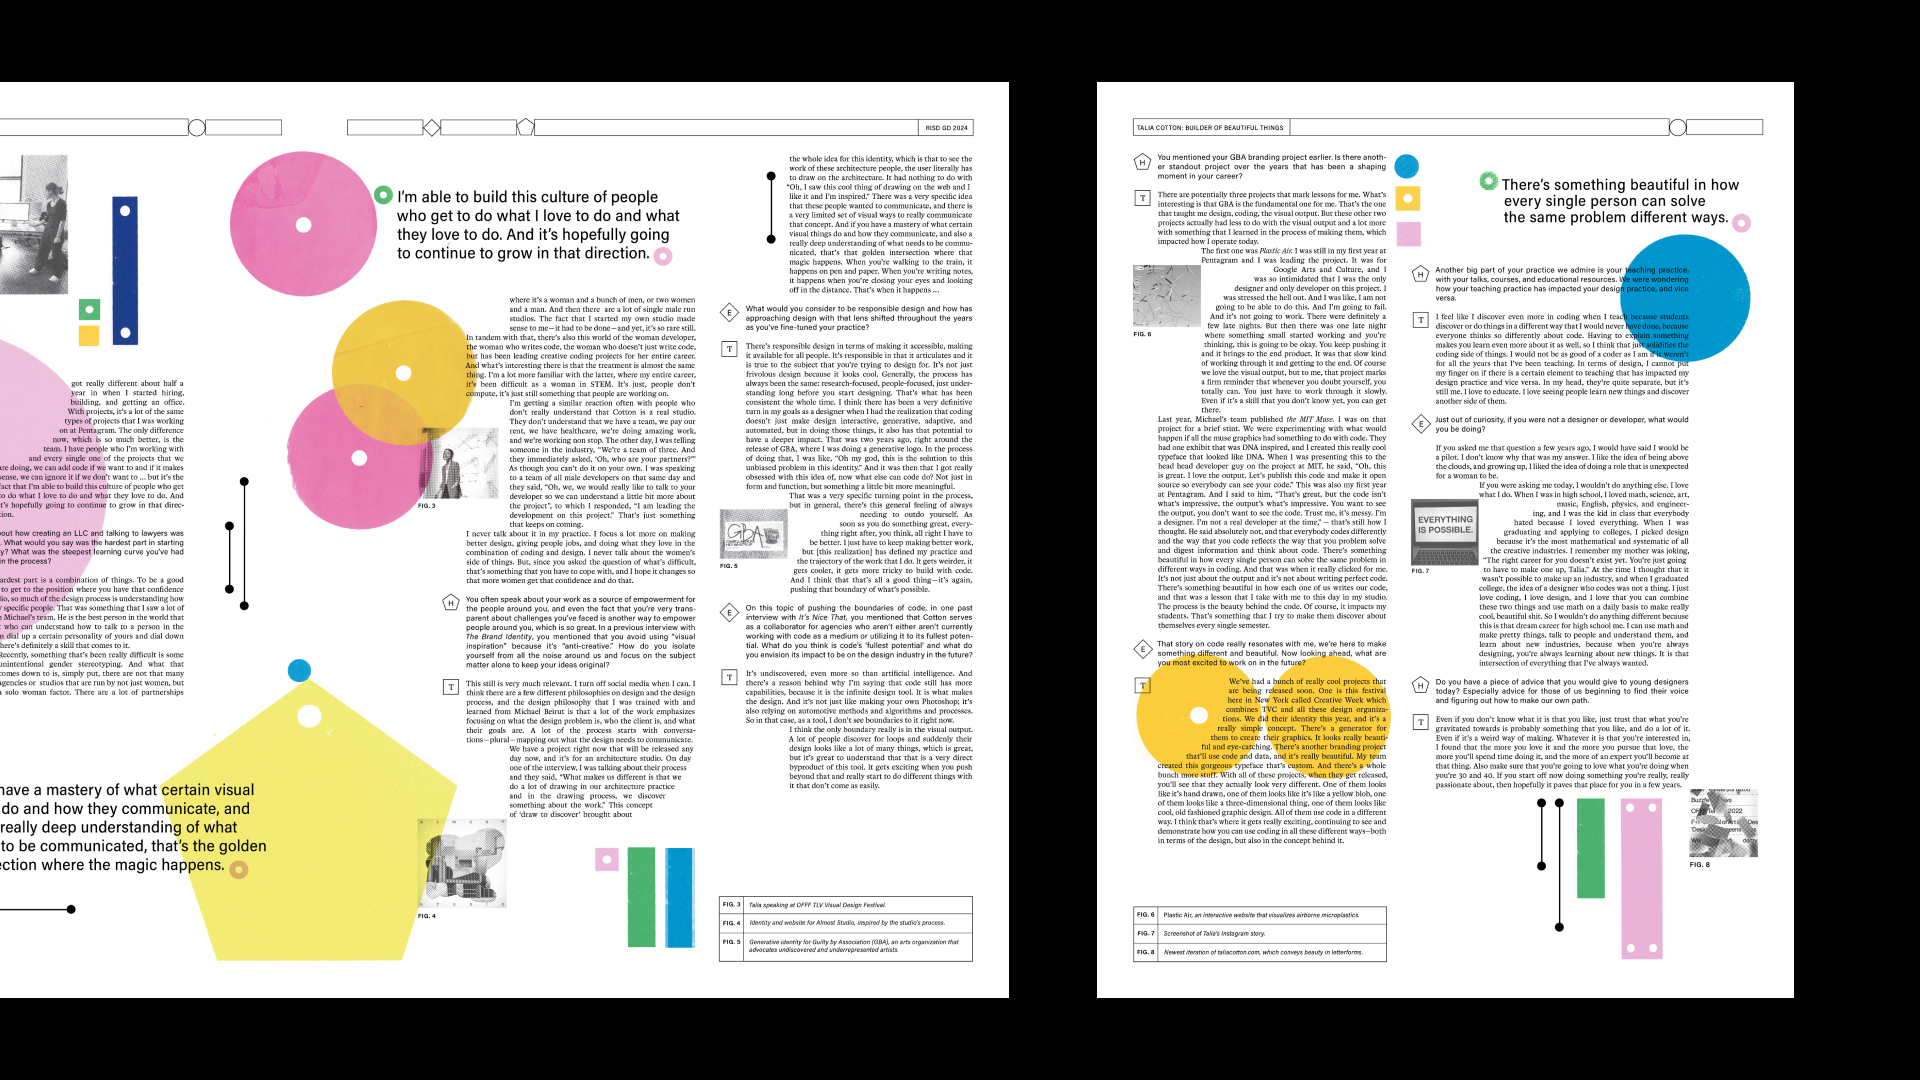 RISD GD 2024
got really different about half a
year in when I started hiring,
building, and getting an office.
With projects, it's a lot of the same
types of projects that I was working
on at Pentagram. The only difference
now, which is so much better, is the
team. I have people who I'm working with
and every single one of the projects that we
are doing, we can add code if we want to and if it makes
sense, we can ignore it if we don't want to ... but it's the
fact that I'm able to build this culture of people who get
to do what I love to do and what they love to do. And
it's hopefully going to continue to grow in that direc-
tion.
bout how creating an LLC and talking to lawyers was
. What would you say was the hardest part in starting
y? What was the steepest learning curve you've had
in the process?
ardest part is a combination of things. To be a good
to get to the position where you have that confidence
lio, so much of the design process is understanding how
y specific people. That was something that I saw a lot of
n Michael's team. He is the best person in the world that
who can understand how to talk to a person in the
n dial up a certain personality of yours and dial down
here's definitely a skill that comes to it.
Recently, something that's been really difficult is some
unintentional gender stereotyping. And what that
comes down to is, simply put, there are not that many
agencies or studios that are run by not just women, but
a solo woman factor. There are a lot of partnerships
have a mastery of what certain visual
do and how they communicate, and
really deep understanding of what
to be communicated, that's the golden
ection where the magic happens.
I'm able to build this culture of people
who get to do what I love to do and what
they love to do. And it's hopefully going
to continue to grow in that direction.
where it's a woman and a bunch of men, or two women
and a man. And then there are a lot of single male run
studios. The fact that I started my own studio made
sense to me—it had to be done—and yet, it's so rare still.
In tandem with that, there's also this world of the woman developer,
the woman who writes code, the woman who doesn't just write code,
but has been leading creative coding projects for her entire career.
And what's interesting there is that the treatment is almost the same
thing. I'm a lot more familiar with the latter, where my entire career,
it's been difficult as a woman in STEM. It's just, people don't
compute, it's just still something that people are working on.
I'm getting a similar reaction often with people who
don't really understand that Cotton is a real studio.
They don't understand that we have a team, we pay our
rent, we have healthcare, we're doing amazing work,
and we're working non stop. The other day, I was telling
someone in the industry, “We're a team of three. And
they immediately asked, ‘Oh, who are your partners?’”
As though you can't do it on your own. I was speaking
to a team of all male developers on that same day and
they said, “Oh, we, we would really like to talk to your
developer so we can understand a little bit more about
the project”, to which I responded, “I am leading the
development on this project.” That's just something
that keeps on coming.
I never talk about it in my practice. I focus a lot more on making
better design, giving people jobs, and doing what they love in the
combination of coding and design. I never talk about the women's
side of things. But, since you asked the question of what's difficult,
that's something that you have to cope with, and I hope it changes so
that more women get that confidence and do that.
FIG. 3
H
You often speak about your work as a source of empowerment for
the people around you, and even the fact that you're very trans-
parent about challenges you've faced is another way to empower
people around you, which is so great. In a previous interview with
The Brand Identity, you mentioned that you avoid using “visual
inspiration” because it's “anti-creative.” How do you isolate
yourself from all the noise around us and focus on the subject
matter alone to keep your ideas original?
T
This still is very much relevant. I turn off social media when I can. I
think there are a few different philosophies on design and the design
process, and the design philosophy that I was trained with and
learned from Michael Beirut is that a lot of the work emphasizes
focusing on what the design problem is, who the client is, and what
their goals are. A lot of the process starts with conversa-
tions—plural—mapping out what the design needs to communicate.
We have a project right now that will be released any
day now, and it's for an architecture studio. On day
one of the interview, I was talking about their process
and they said, “What makes us different is that we
do a lot of drawing in our architecture practice
and in the drawing process, we discover
something about the work.” This concept
of ‘draw to discover’ brought about
FIG. 4
the whole idea for this identity, which is that to see the
work of these architecture people, the user literally has
to draw on the architecture. It had nothing to do with
“Oh, I saw this cool thing of drawing on the web and I
like it and I'm inspired.” There was a very specific idea
that these people wanted to communicate, and there is
a very limited set of visual ways to really communicate
that concept. And if you have a mastery of what certain
visual things do and how they communicate, and a
really deep understanding of what needs to be commu-
nicated, that's that golden intersection where that
magic happens. When you're walking to the train, it
happens on pen and paper. When you're writing notes,
it happens when you're closing your eyes and looking
off in the distance. That's when it happens ...
E
What would you consider to be responsible design and how has
approaching design with that lens shifted throughout the years
as you've fine-tuned your practice?
T
There's responsible design in terms of making it accessible, making
it available for all people. It's responsible in that it articulates and it
is true to the subject that you're trying to design for. It's not just
frivolous design because it looks cool. Generally, the process has
always been the same: research-focused, people-focused, just under-
standing long before you start designing. That's what has been
consistent the whole time. I think there has been a very definitive
turn in my goals as a designer when I had the realization that coding
doesn't just make design interactive, generative, adaptive, and
automated, but in doing those things, it also has that potential to
have a deeper impact. That was two years ago, right around the
release of GBA, where I was doing a generative logo. In the process
of doing that, I was like, “Oh my god, this is the solution to this
unbiased problem in this identity.” And it was then that I got really
obsessed with this idea of, now what else can code do? Not just in
form and function, but something a little bit more meaningful.
That was a very specific turning point in the process,
but in general, there's this general feeling of always
needing to outdo yourself. As
soon as you do something great, every-
thing right after, you think, all right I have to
be better. I just have to keep making better work,
but [this realization] has defined my practice and
the trajectory of the work that I do. It gets weirder, it
gets cooler, it gets more tricky to build with code.
And I think that that's all a good thing—it's again,
pushing that boundary of what's possible.
GBA
FIG. 5
E
On this topic of pushing the boundaries of code, in one past
interview with It's Nice That, you mentioned that Cotton serves
as a collaborator for agencies who aren't either aren't currently
working with code as a medium or utilizing it to its fullest poten-
tial. What do you think is code's ‘fullest potential’ and what do
you envision its impact to be on the design industry in the future?
T
It's undiscovered, even more so than artificial intelligence. And
there's a reason behind why I'm saying that code still has more
capabilities, because it is the infinite design tool. It is what makes
the design. And it's not just like making your own Photoshop; it's
also relying on automotive methods and algorithms and processes.
So in that case, as a tool, I don't see boundaries to it right now.
I think the only boundary really is in the visual output.
A lot of people discover for loops and suddenly their
design looks like a lot of many things, which is great,
but it's great to understand that that is a very direct
byproduct of this tool. It gets exciting when you push
beyond that and really start to do different things with
it that don't come as easily.
FIG. 3 Talia speaking at OFFF TLV Visual Design Festival.
FIG. 4 Identity and website for Almost Studio, inspired by the studio's process.
FIG. 5 Generative identity for Guilty by Association (GBA), an arts organization that
advocates undiscovered and underrepresented artists.
TALIA COTTON: BUILDER OF BEAUTIFUL THINGS
H
You mentioned your GBA branding project earlier. Is there anoth-
er standout project over the years that has been a shaping
moment in your career?
T
There are potentially three projects that mark lessons for me. What's
interesting is that GBA is the fundamental one for me. That's the one
that taught me design, coding, the visual output. But these other two
projects actually had less to do with the visual output and a lot more
with something that I learned in the process of making them, which
impacted how I operate today.
The first one was Plastic Air. I was still in my first year at
Pentagram and I was leading the project. It was for
Google Arts and Culture, and I
was so intimidated that I was the only
designer and only developer on this project. I
was stressed the hell out. And I was like, I am not
going to be able to do this. And I'm going to fail.
And it's not going to work. There were definitely a
few late nights. But then there was one late night
where something small started working and you're
thinking, this is going to be okay. You keep pushing it
and it brings to the end product. It was that slow kind
of working through it and getting to the end. Of course
we love the visual output, but to me, that project marks
a firm reminder that whenever you doubt yourself, you
totally can. You just have to work through it slowly.
Even if it's a skill that you don't know yet, you can get
there.
FIG. 6
Last year, Michael's team published the MIT Muse. I was on that
project for a brief stint. We were experimenting with what would
happen if all the muse graphics had something to do with code. They
had one exhibit that was DNA inspired, and I created this really cool
typeface that looked like DNA. When I was presenting this to the
head head developer guy on the project at MIT, he said, “Oh, this
is great. I love the output. Let's publish this code and make it open
source so everybody can see your code.” This was also my first year
at Pentagram. And I said to him, “That's great, but the code isn't
what's impressive, the output's what's impressive. You want to see
the output, you don't want to see the code. Trust me, it's messy. I'm
a designer. I'm not a real developer at the time,” — that's still how I
thought. He said absolutely not, and that everybody codes differently
and the way that you code reflects the way that you problem solve
and digest information and think about code. There's something
beautiful in how every single person can solve the same problem in
different ways in coding. And that was when it really clicked for me.
It's not just about the output and it's not about writing perfect code.
There's something beautiful in how each one of us writes our code,
and that was a lesson that I take with me to this day in my studio.
The process is the beauty behind the code. Of course, it impacts my
students. That's something that I try to make them discover about
themselves every single semester.
E
That story on code really resonates with me, we're here to make
something different and beautiful. Now looking ahead, what are
you most excited to work on in the future?
T
We've had a bunch of really cool projects that
are being released soon. One is this festival
here in New York called Creative Week which
combines TVC and all these design organiza-
tions. We did their identity this year, and it's a
really simple concept. There's a generator for
them to create their graphics. It looks really beauti-
ful and eye-catching. There's another branding project
that'll use code and data, and it's really beautiful. My team
created this gorgeous typeface that's custom. And there's a whole
bunch more stuff. With all of these projects, when they get released,
you'll see that they actually look very different. One of them looks
like it's hand drawn, one of them looks like it's like a yellow blob, one
of them looks like a three-dimensional thing, one of them looks like
cool, old fashioned graphic design. All of them use code in a different
way. I think that's where it gets really exciting, continuing to see and
demonstrate how you can use coding in all these different ways—both
in terms of the design, but also in the concept behind it.
FIG. 6 Plastic Air, an interactive website that visualizes airborne microplastics.
FIG. 7 Screenshot of Talia's Instagram story.
FIG. 8 Newest iteration of taliacotton.com, which conveys beauty in letterforms.
There's something beautiful in how
every single person can solve
the same problem different ways.
H
Another big part of your practice we admire is your teaching practice,
with your talks, courses, and educational resources. We were wondering
how your teaching practice has impacted your design practice, and vice
versa.
T
I feel like I discover even more in coding when I teach because students
discover or do things in a different way that I would never have done, because
everyone thinks so differently about code. Having to explain something
makes you learn even more about it as well, so I think that just solidifies the
coding side of things. I would not be as good of a coder as I am if it weren't
for all the years that I've been teaching. In terms of design, I cannot put
my finger on if there is a certain element to teaching that has impacted my
design practice and vice versa. In my head, they're quite separate, but it's
still me. I love to educate. I love seeing people learn new things and discover
another side of them.
E
Just out of curiosity, if you were not a designer or developer, what would
you be doing?
If you asked me that question a few years ago, I would have said I would be
a pilot. I don't know why that was my answer. I like the idea of being above
the clouds, and growing up, I liked the idea of doing a role that is unexpected
for a woman to be.
If you were asking me today, I wouldn't do anything else. I love
what I do. When I was in high school, I loved math, science, art,
music, English, physics, and engineer-
ing, and I was the kid in class that everybody
hated because I loved everything. When I was
graduating and applying to colleges, I picked design
because it's the most mathematical and systematic of all
the creative industries. I remember my mother was joking,
“The right career for you doesn't exist yet. You're just going
to have to make one up, Talia.” At the time I thought that it
wasn't possible to make up an industry, and when I graduated
college, the idea of a designer who codes was not a thing. I just
love coding, I love design, and I love that you can combine
these two things and use math on a daily basis to make really
cool, beautiful shit. So I wouldn't do anything different because
this is that dream career for high school me. I can use math and
make pretty things, talk to people and understand them, and
learn about new industries, because when you're always
designing, you're always learning about new things. It is that
intersection of everything that I've always wanted.
EVERYTHING
IS POSSIBLE.
FIG. 7
H
Do you have a piece of advice that you would give to young designers
today? Especially advice for those of us beginning to find their voice
and figuring out how to make our own path.
T
Even if you don't know what it is that you like, just trust that what you're
gravitated towards is probably something that you like, and do a lot of it.
Even if it's a weird way of making. Whatever it is that you're interested in,
I found that the more you love it and the more you pursue that love, the
more you'll spend time doing it, and the more of an expert you'll become at
that thing. Also make sure that you're going to love what you're doing when
you're 30 and 40. If you start off now doing something you're really, really
passionate about, then hopefully it paves that place for you in a few years.
2022
FIG. 8